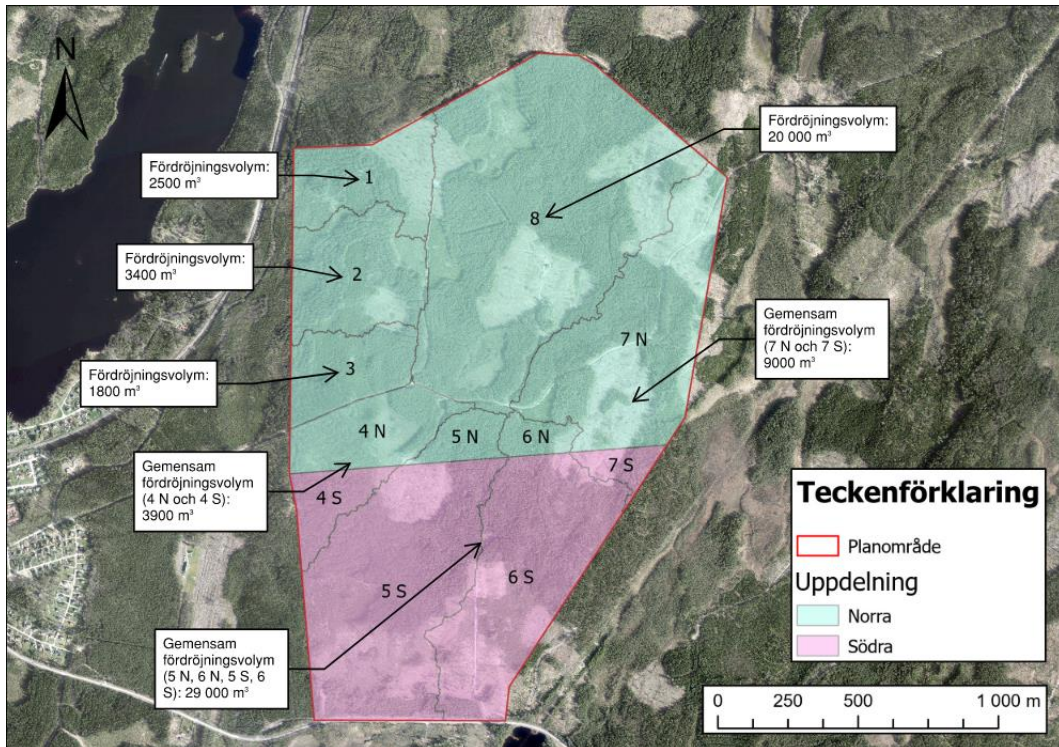 N
Fördröjningsvolym:
20 000 m³
Fördröjningsvolym:
2500 m³
1
8
Fördröjningsvolym:
3400 m³
2
7 N
Gemensam
fördröjningsvolym
(7 N och 7 S):
9000 m³
Fördröjningsvolym:
1800 m³
3
4 N
5 N
6 N
Gemensam
fördröjningsvolym
(4 N och 4 S):
3900 m³
4 S
7 S
5 S
6 S
Gemensam
fördröjningsvolym
(5 N, 6 N, 5 S, 6
S): 29 000 m³
Teckenförklaring
Planområde
Uppdelning
Norra
Södra
0
250
500
1 000 m